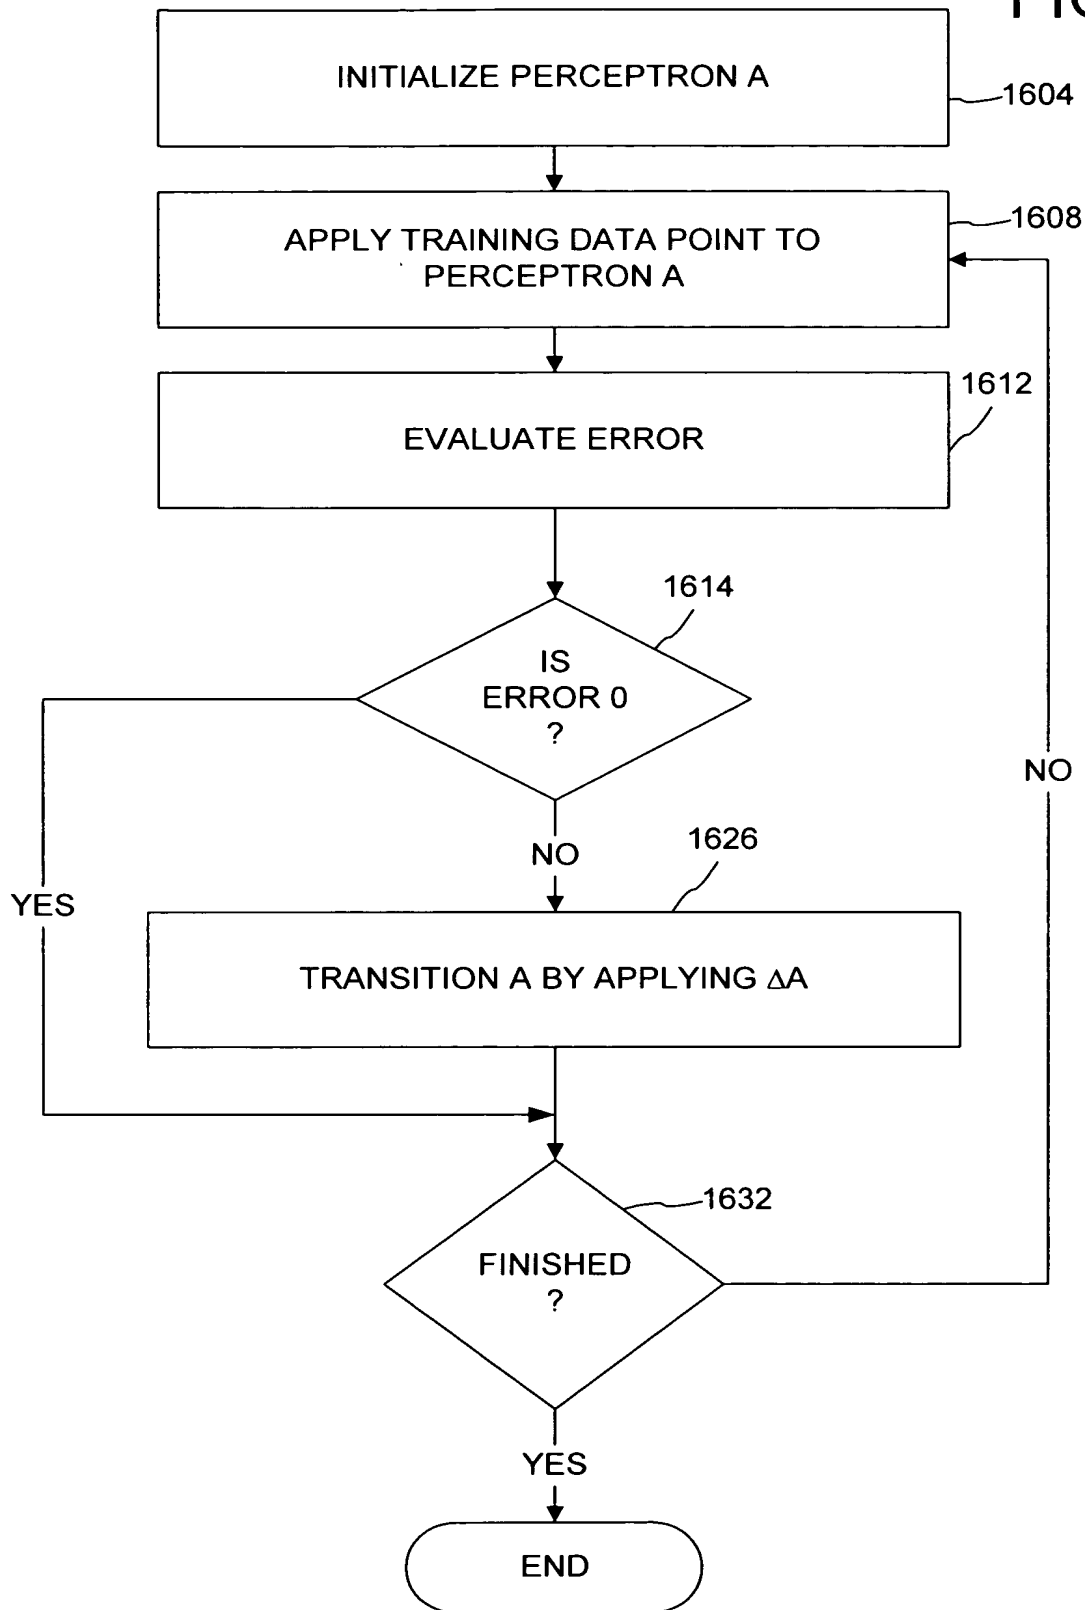 INITIALIZE PERCEPTRON A
1604
1608
APPLY TRAINING DATA POINT TO
PERCEPTRON A
1612
EVALUATE ERROR
1614
IS
ERROR 0
?
NO
NO
1626
YES
TRANSITION A BY APPLYING ΔA
1632
FINISHED
?
YES
END